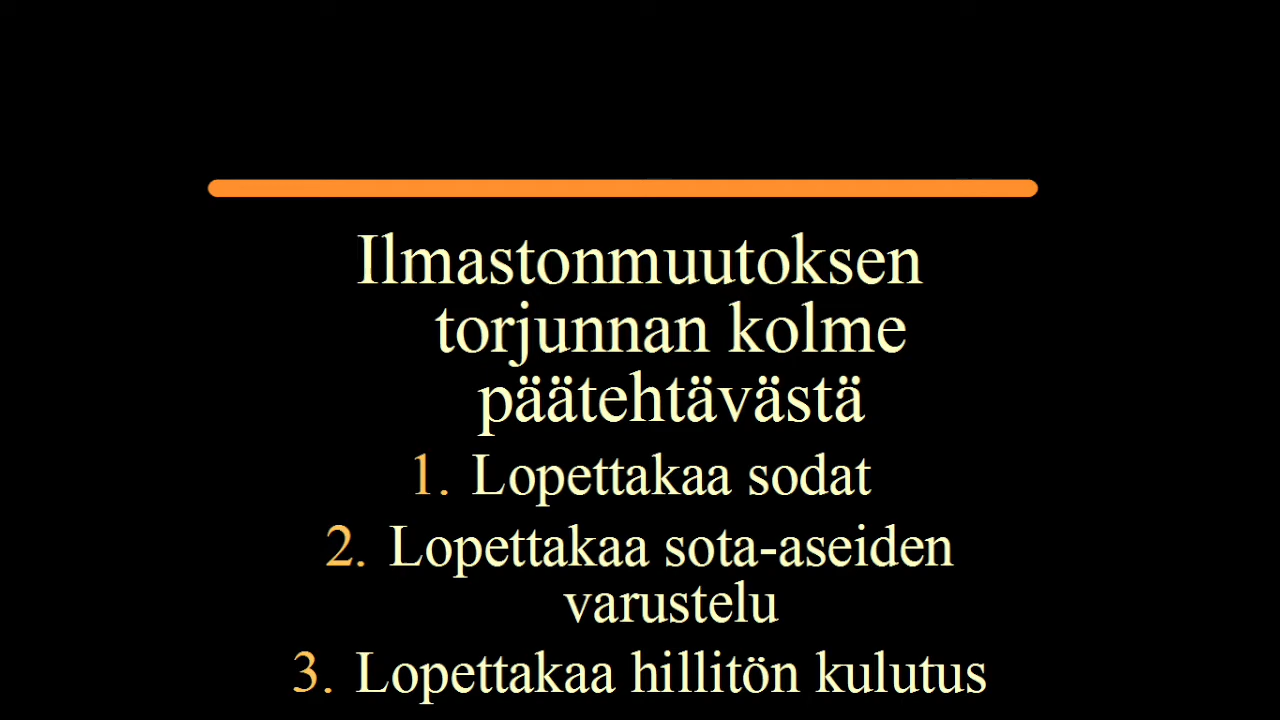 Ilmastonmuutoksen
torjunnan kolme
päätehtävästä
1. Lopettakaa sodat
2. Lopettakaa sota-aseiden
varustelu
3. Lopettakaa hillitön kulutus